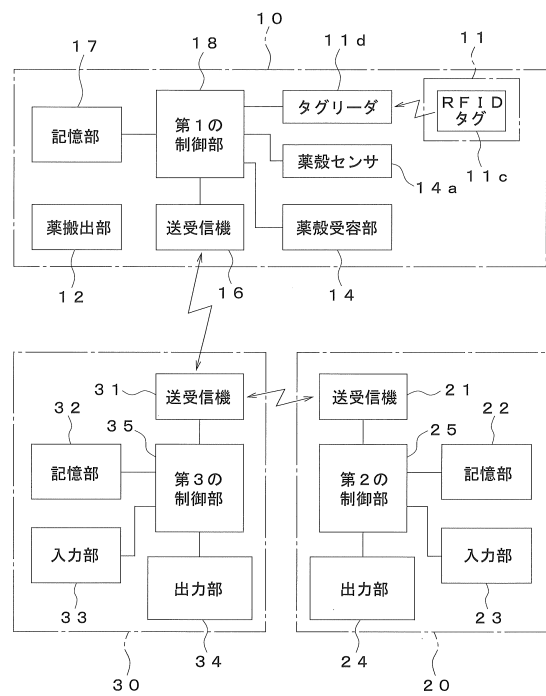 10
17
18
11d
11
記憶部
第1の
制御部
タグリーダ
RFID
タグ
11c
薬殻センサ
14a
薬搬出部
送受信機
薬殻受容部
12
16
14
31
送受信機
送受信機
21
32
35
25
22
記憶部
第3の
制御部
第2の
制御部
記憶部
入力部
出力部
出力部
入力部
33
34
24
23
30
20